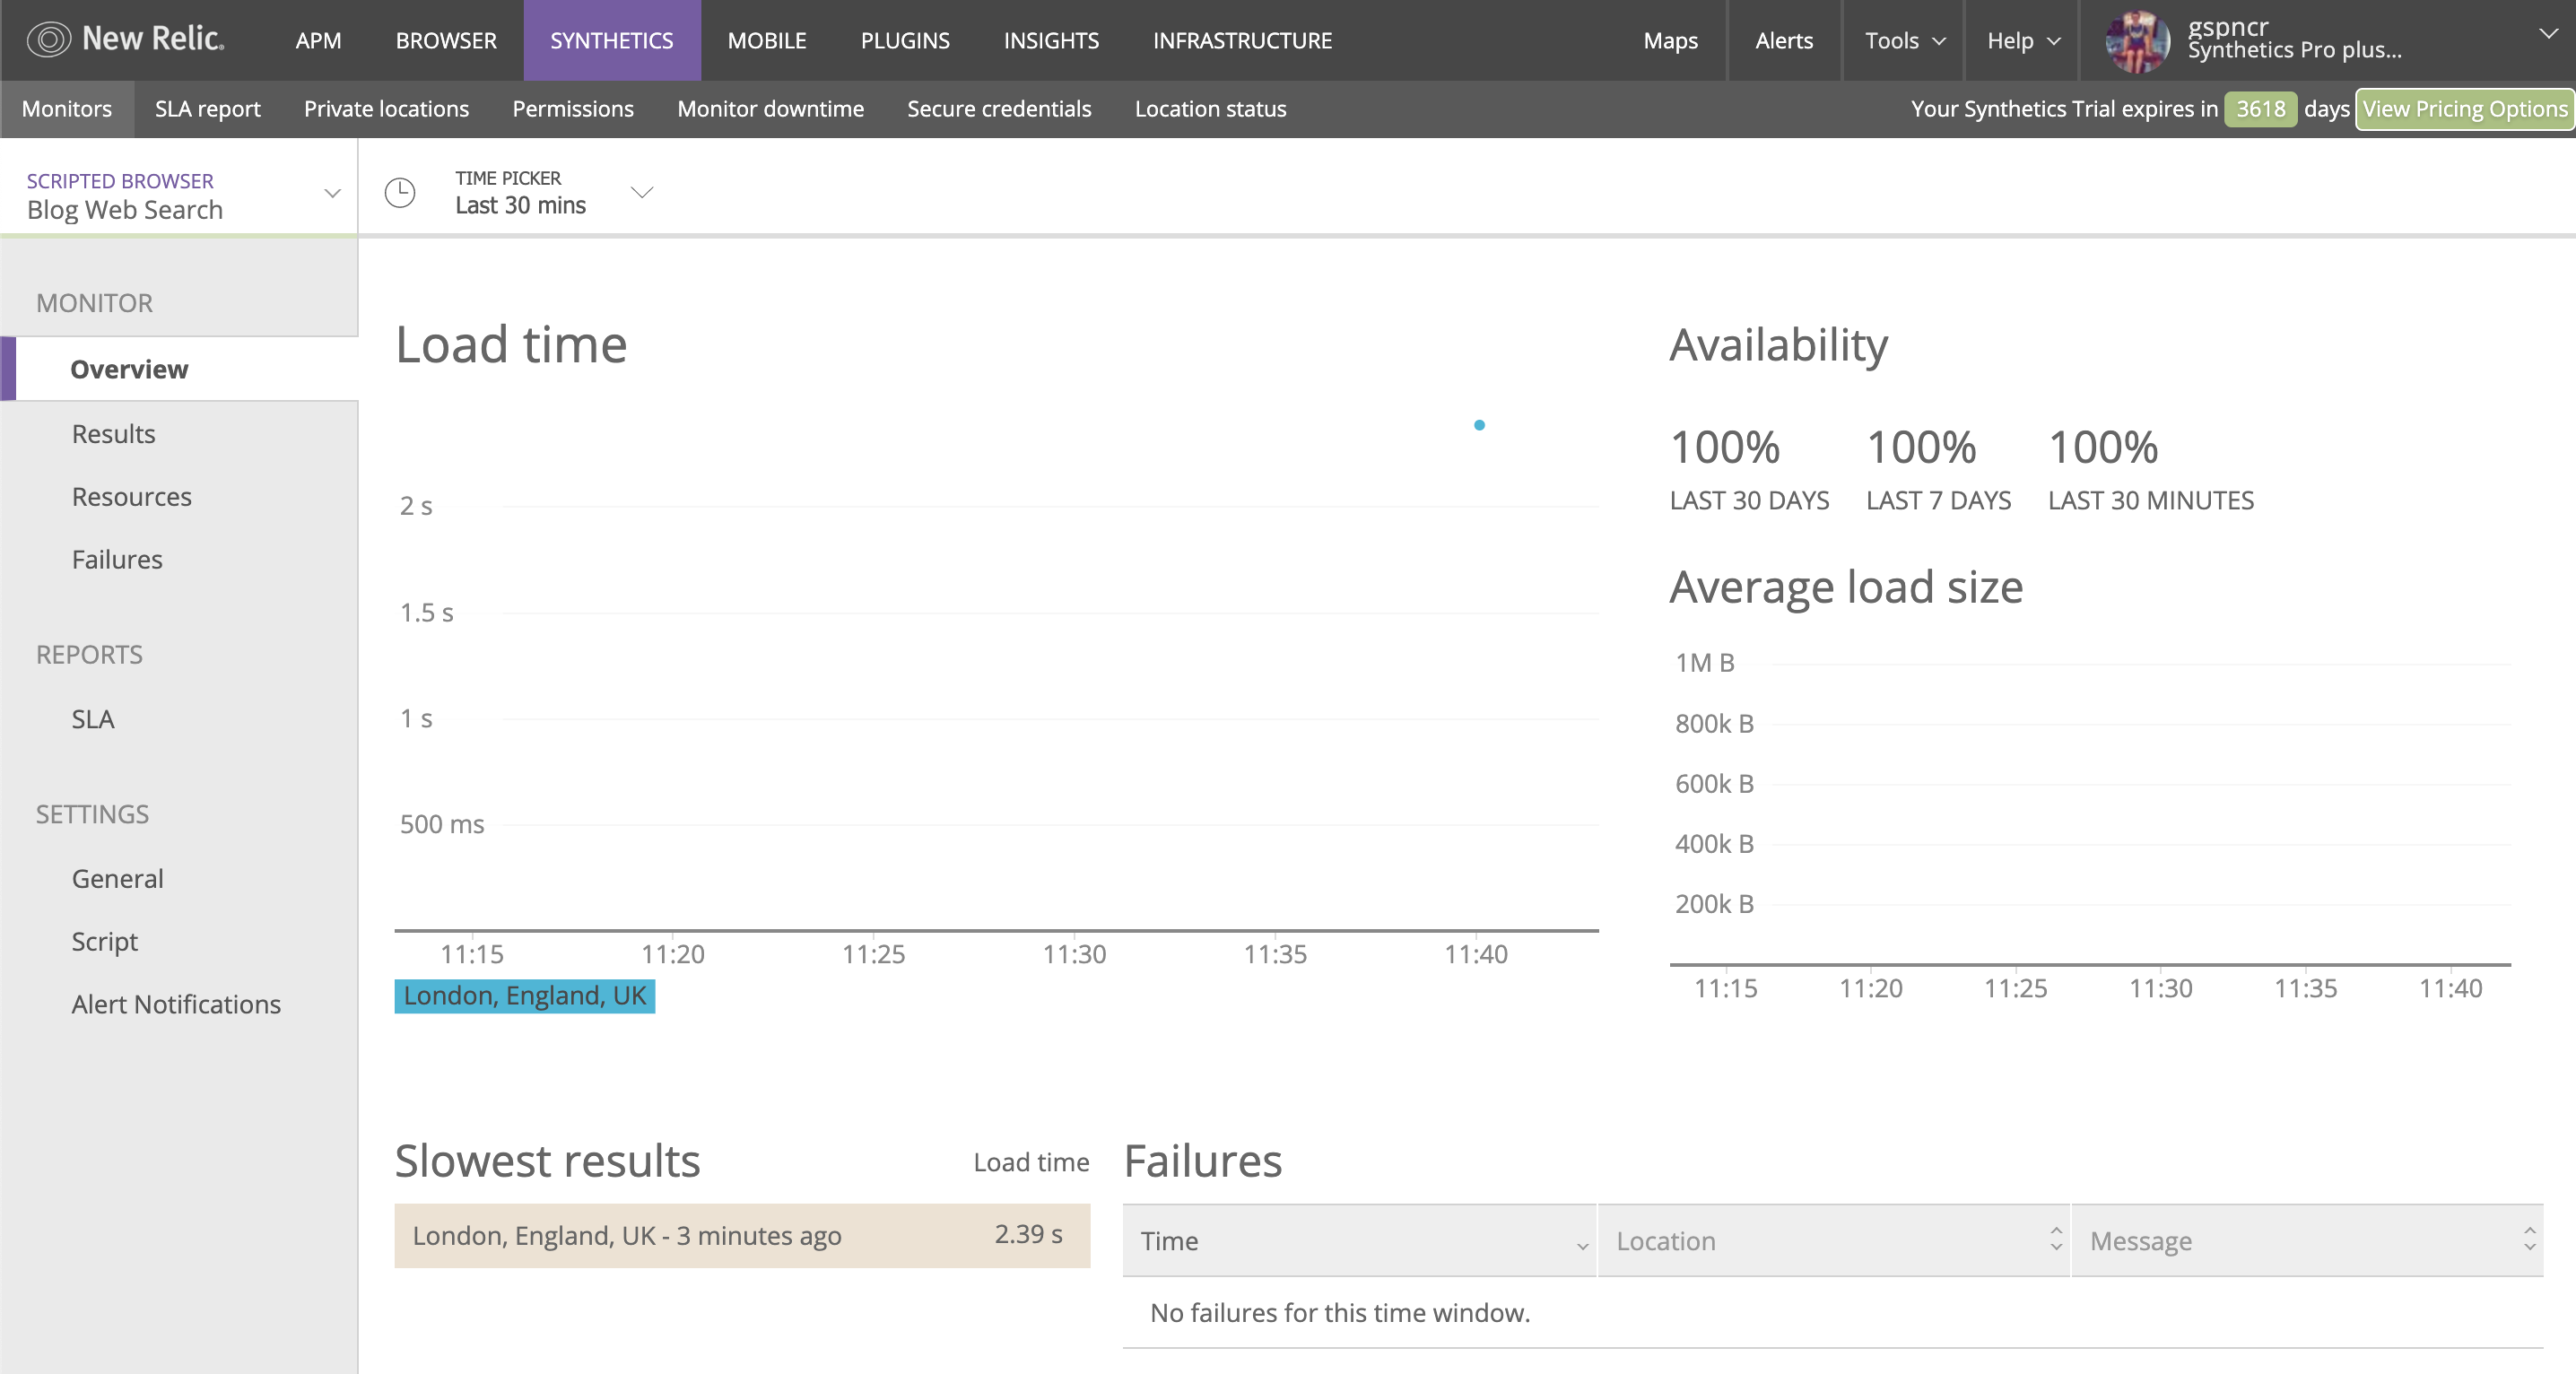 New Relic.
APM BROWSER SYNTHETICS MOBILE PLUGINS INSIGHTS INFRASTRUCTURE Maps Alerts Tools Help
gspncr
Synthetics Pro plus...
Monitors SLA report Private locations Permissions Monitor downtime Secure credentials Location status Your Synthetics Trial expires in 3618 days View Pricing Options
SCRIPTED BROWSER
Blog Web Search
TIME PICKER
Last 30 mins
MONITOR
Overview
Results
Resources
Failures
REPORTS
SLA
SETTINGS
General
Script
Alert Notifications
Load time
2 s
1.5 s
1 s
500 ms
11:15 11:20 11:25 11:30 11:35 11:40
London, England, UK
Availability
100% 100% 100%
LAST 30 DAYS LAST 7 DAYS LAST 30 MINUTES
Average load size
1M B
800k B
600k B
400k B
200k B
11:15 11:20 11:25 11:30 11:35 11:40
Slowest results Load time
London, England, UK - 3 minutes ago 2.39 s
Failures
Time Location Message
No failures for this time window.